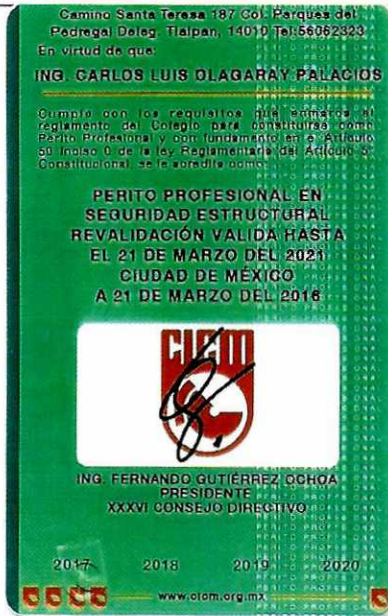 Camino Santa Teresa 187 Col. Parques del
Pedregal Deleg. Tlalpan, 14010 Tel:56062323
En virtud de que:
ING. CARLOS LUIS OLAGARAY PALACIOS
Cumplo con los requisitos que enmarca el
reglamento del Colegio para constituirse como
Perito Profesional y con fundamento en e Artículo
50 Inciso O de la ley Reglamentaria del Artículo 5
Constitucional, se le acredita como:
PERITO PROFESIONAL EN
SEGURIDAD ESTRUCTURAL
REVALIDACIÓN VALIDA HASTA
EL 21 DE MARZO DEL 2021
CIUDAD DE MÉXICO
A 21 DE MARZO DEL 2016
CICM
ING. FERNANDO GUTIÉRREZ OCHOA
PRESIDENTE
XXXVI CONSEJO DIRECTIVO
2017 2018 2019 2020
www.cicm.org.mx